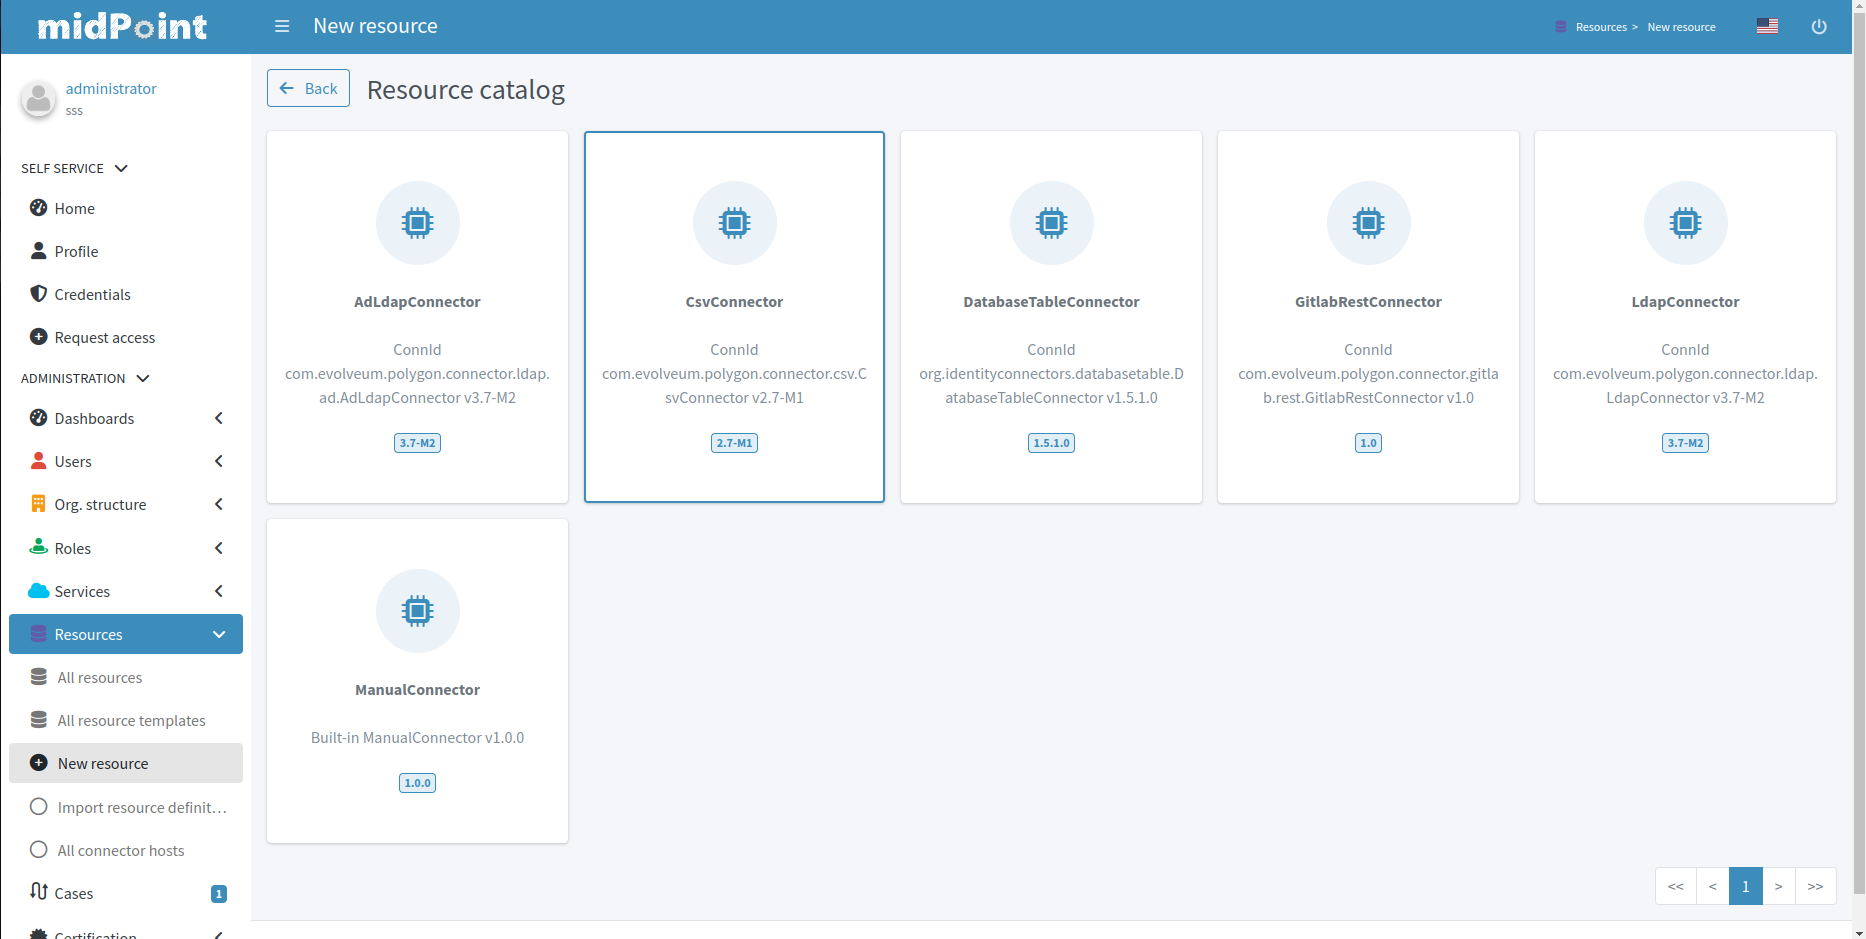 midPoint
New resource
Resources > New resource
administrator
sss
SELF SERVICE
Home
Profile
Credentials
Request access
ADMINISTRATION
Dashboards
Users
Org. structure
Roles
Services
Resources
All resources
All resource templates
New resource
Import resource definit...
All connector hosts
Cases
1
Certification
Back
Resource catalog
AdLdapConnector
ConnId
com.evolveum.polygon.connector.ldap.
ad.AdLdapConnector v3.7-M2
3.7-M2
CsvConnector
ConnId
com.evolveum.polygon.connector.csv.C
svConnector v2.7-M1
2.7-M1
DatabaseTableConnector
ConnId
org.identityconnectors.databasetable.D
atabaseTableConnector v1.5.1.0
1.5.1.0
GitlabRestConnector
ConnId
com.evolveum.polygon.connector.gitla
b.rest.GitlabRestConnector v1.0
1.0
LdapConnector
ConnId
com.evolveum.polygon.connector.ldap.
LdapConnector v3.7-M2
3.7-M2
ManualConnector
Built-in ManualConnector v1.0.0
1.0.0
<< < 1 > >>